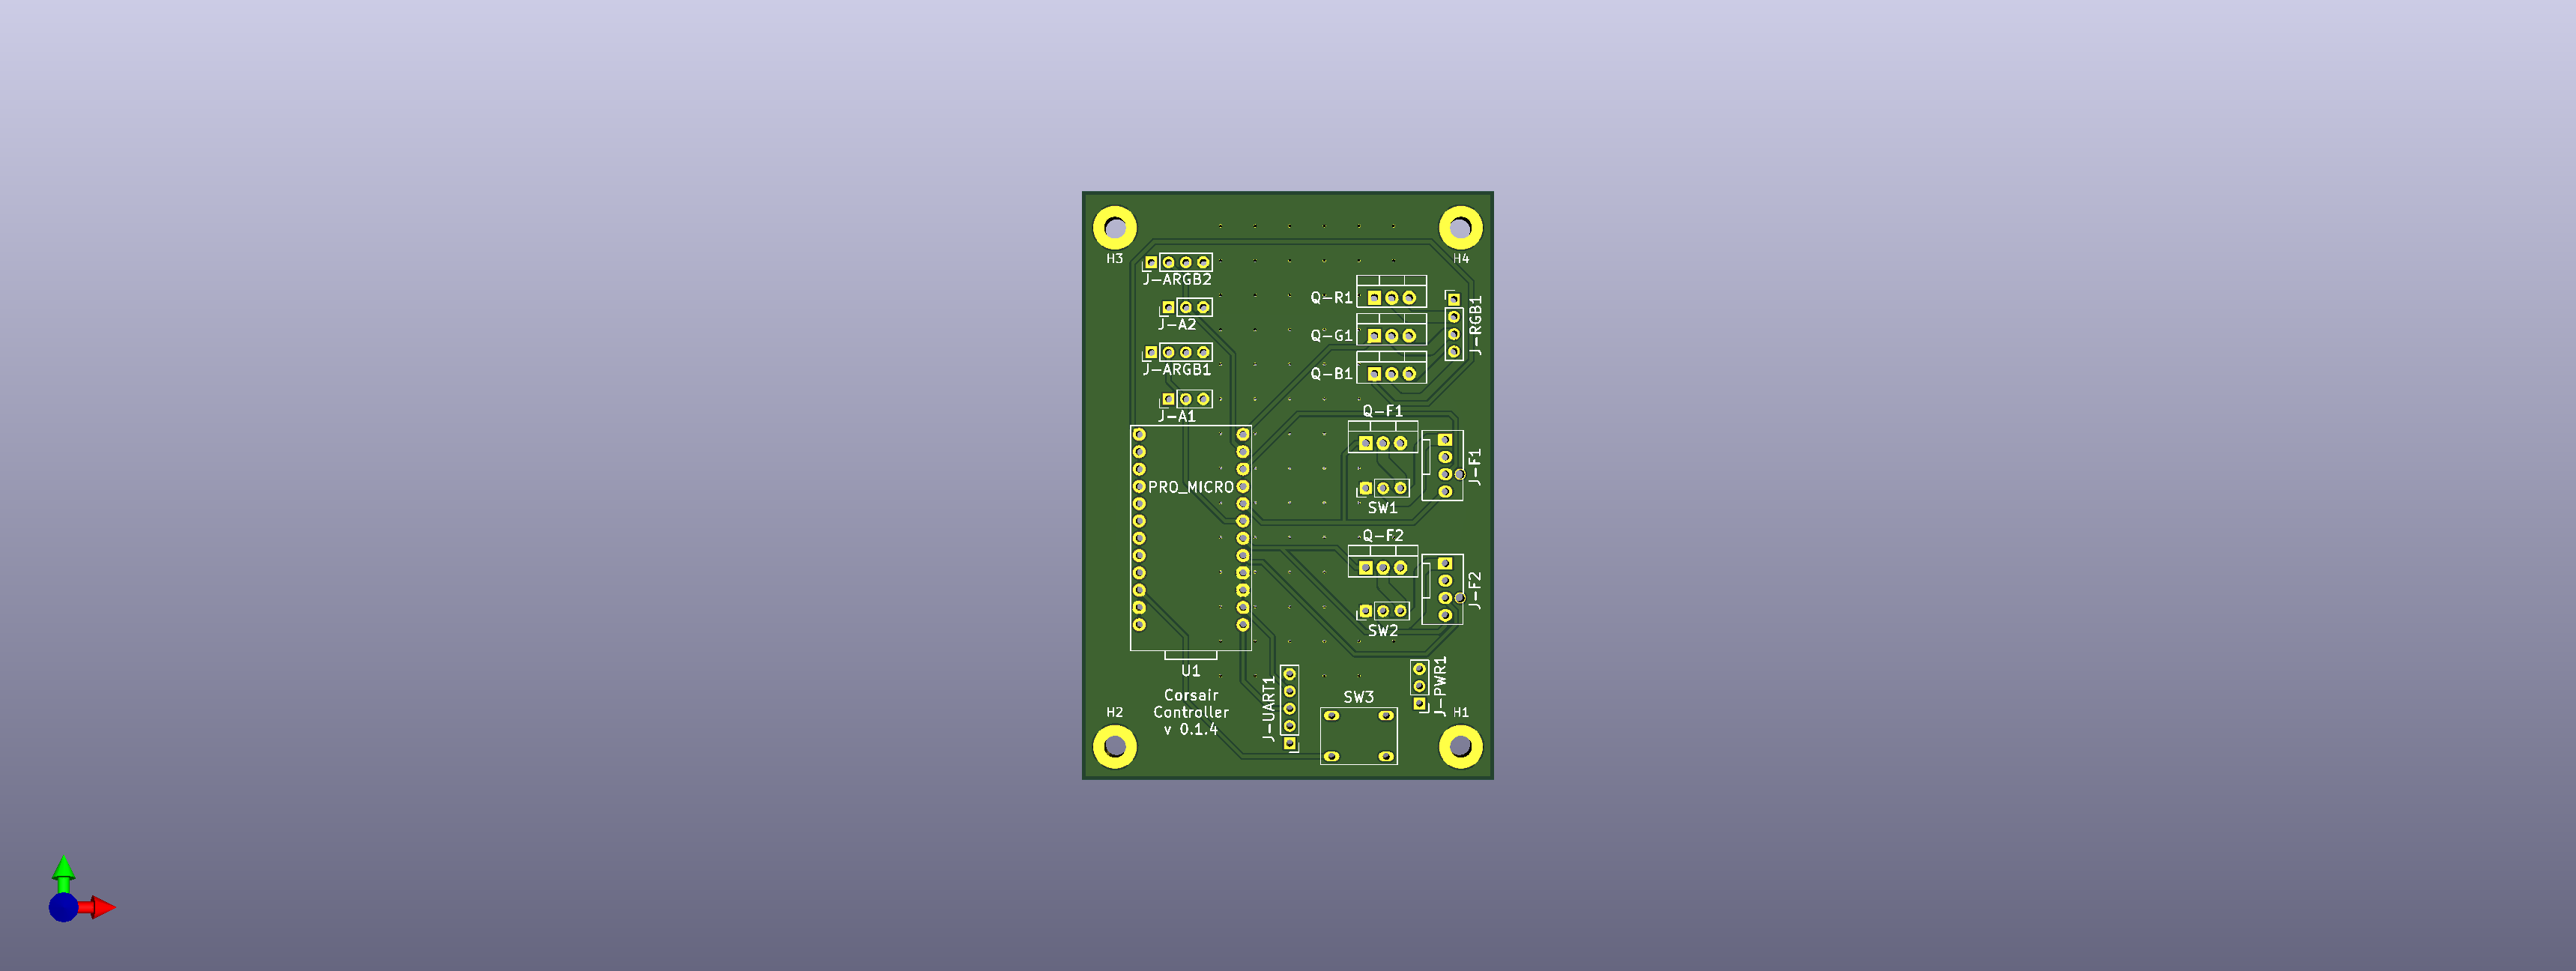 H3
H4
J-ARGB2
Q-R1
J-RGB1
J-A2
Q-G1
J-ARGB1
Q-B1
J-A1
Q-F1
J-F1
PRO_MICRO
SW1
Q-F2
J-F2
SW2
U1
J-PWR1
J-UART1
SW3
Corsair
Controller
v 0.1.4
H2
H1